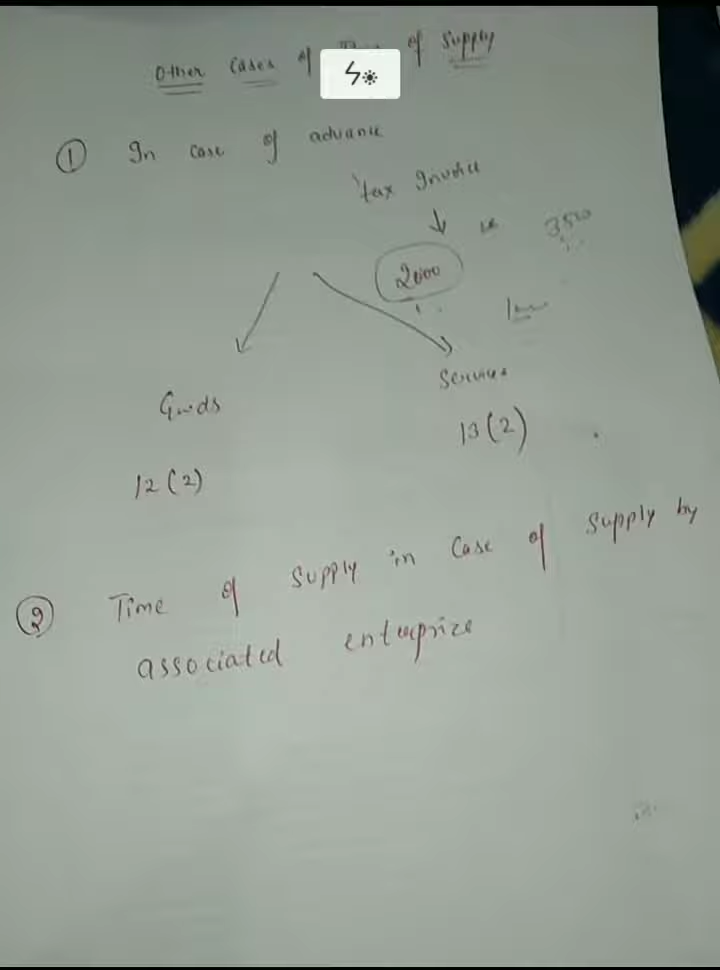 Other Cases of of Supply
① In case of advance
tax Invoice
2000
3500
Goods
Services
12 (2)
13 (2)
② Time of Supply in Case of Supply by
associated enterprize